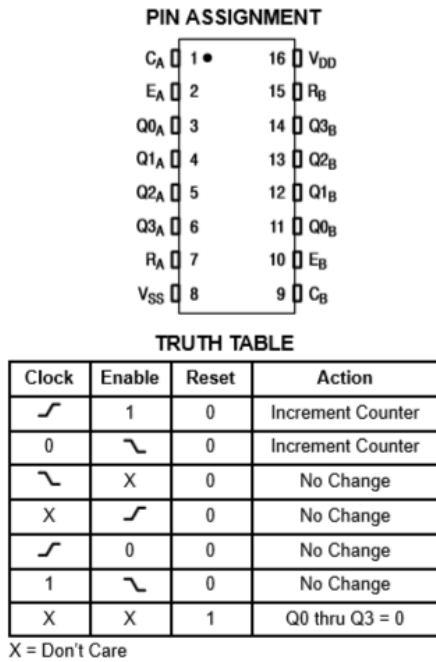 PIN ASSIGNMENT
CA 1 16 VDD
EA 2 15 RB
Q0A 3 14 Q3B
Q1A 4 13 Q2B
Q2A 5 12 Q1B
Q3A 6 11 Q0B
RA 7 10 EB
VSS 8 9 CB
TRUTH TABLE
Clock Enable Reset Action
1 0 Increment Counter
0 0 Increment Counter
X 0 No Change
X 0 No Change
0 0 No Change
1 0 No Change
X X 1 Q0 thru Q3 = 0
X = Don't Care